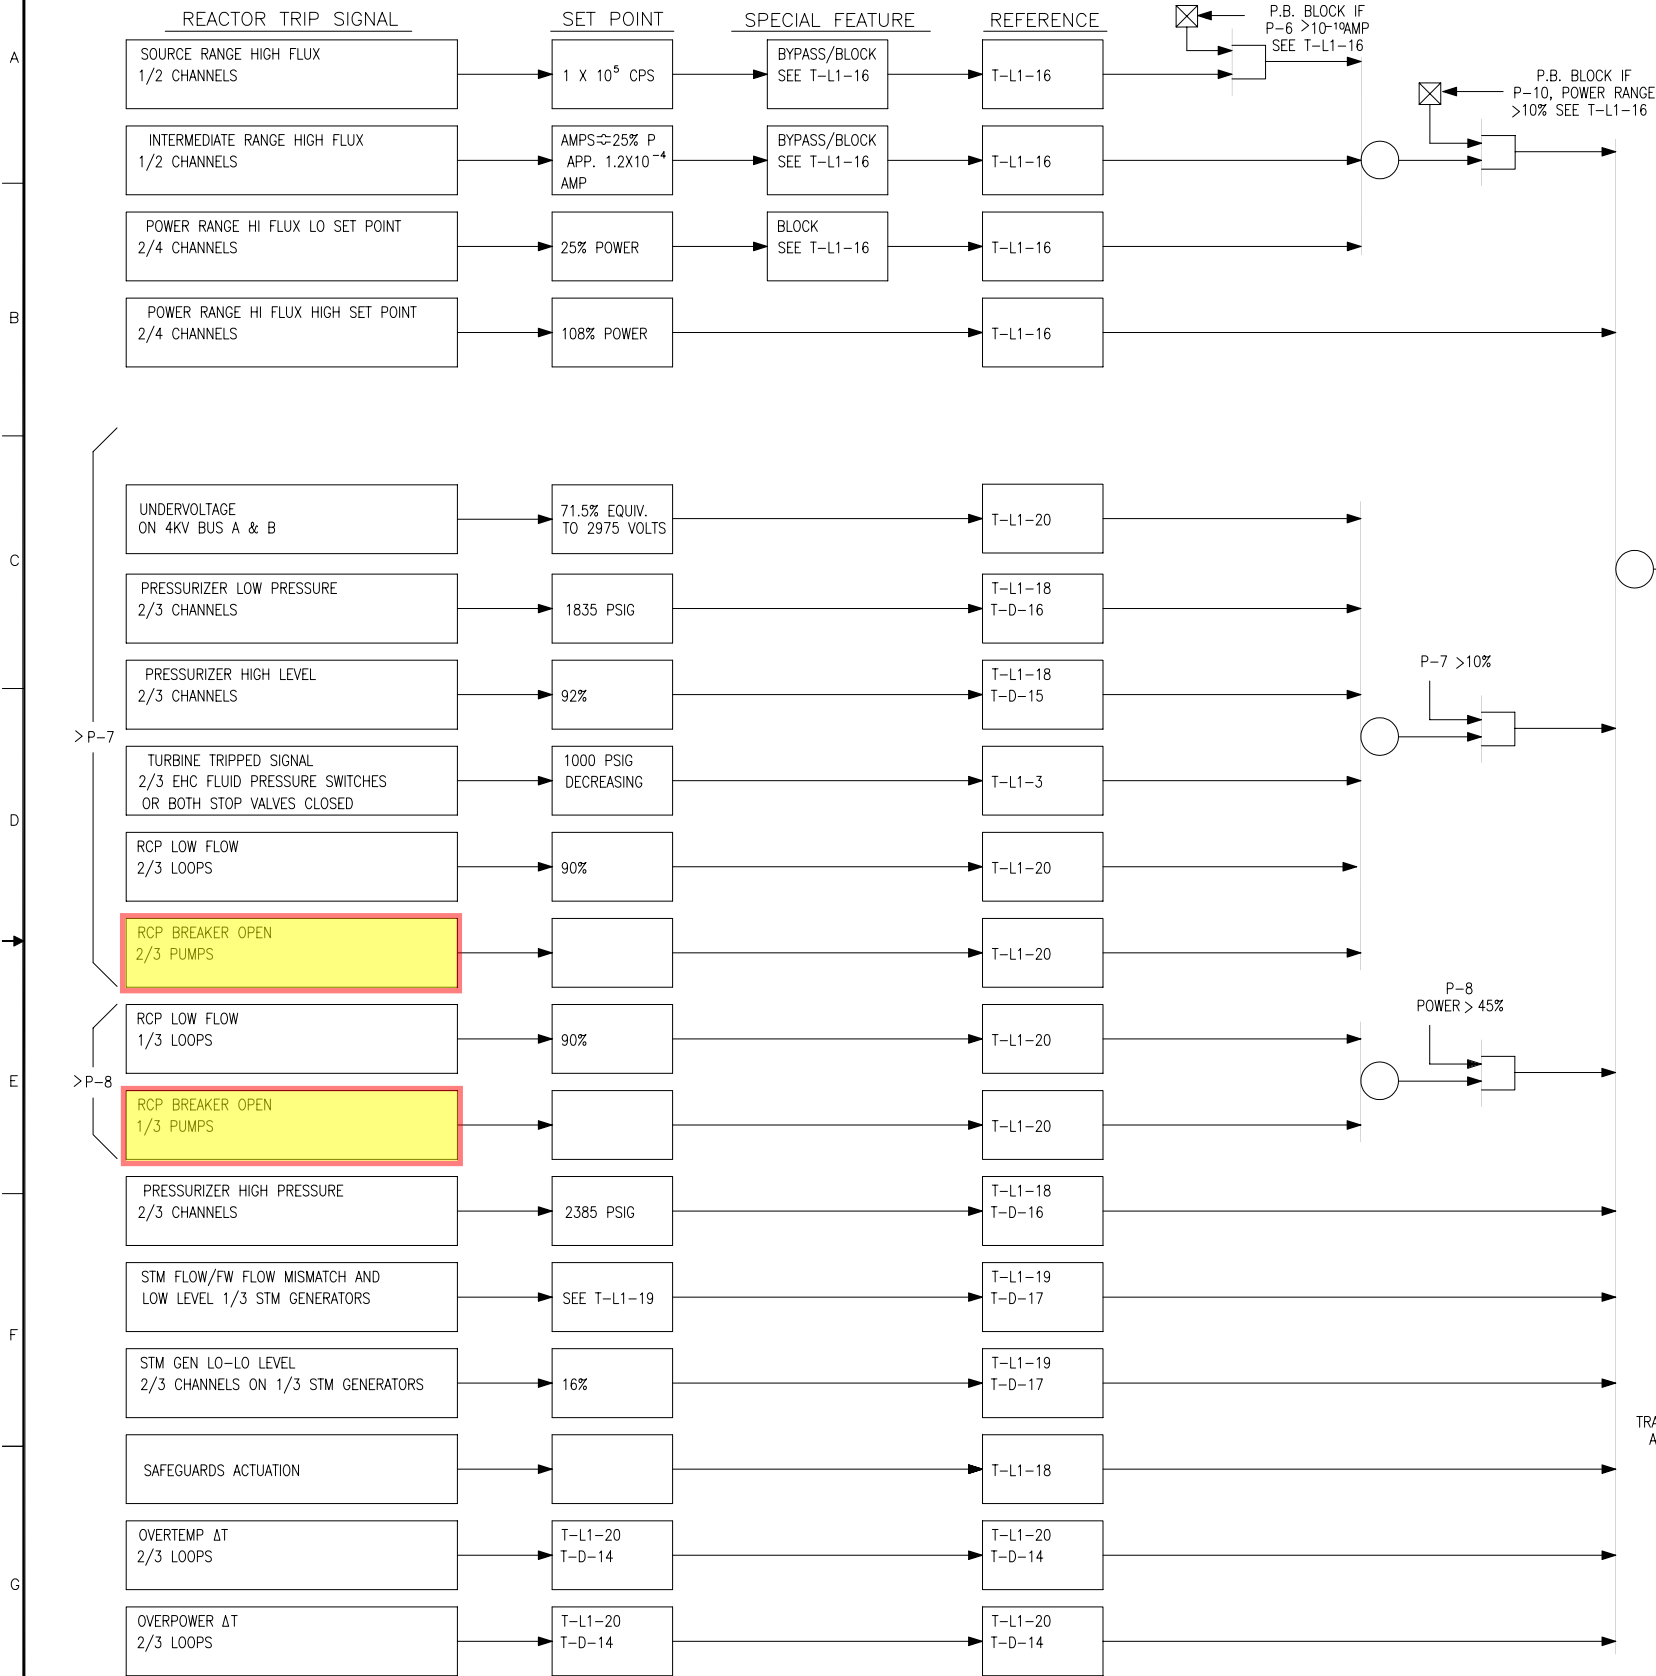 REACTOR TRIP SIGNAL
SET POINT
SPECIAL FEATURE
REFERENCE
P.B. BLOCK IF
P-6 >10⁻¹⁰AMP
SEE T-L1-16
A
SOURCE RANGE HIGH FLUX
1/2 CHANNELS
1 X 10⁵ CPS
BYPASS/BLOCK
SEE T-L1-16
T-L1-16
P.B. BLOCK IF
P-10, POWER RANGE
>10% SEE T-L1-16
INTERMEDIATE RANGE HIGH FLUX
1/2 CHANNELS
AMPS≎25% P
APP. 1.2X10⁻⁴
AMP
BYPASS/BLOCK
SEE T-L1-16
T-L1-16
POWER RANGE HI FLUX LO SET POINT
2/4 CHANNELS
25% POWER
BLOCK
SEE T-L1-16
T-L1-16
B
POWER RANGE HI FLUX HIGH SET POINT
2/4 CHANNELS
108% POWER
T-L1-16
UNDERVOLTAGE
ON 4KV BUS A & B
71.5% EQUIV.
TO 2975 VOLTS
T-L1-20
C
PRESSURIZER LOW PRESSURE
2/3 CHANNELS
1835 PSIG
T-L1-18
T-D-16
PRESSURIZER HIGH LEVEL
2/3 CHANNELS
92%
T-L1-18
T-D-15
P-7 >10%
>P-7
TURBINE TRIPPED SIGNAL
2/3 EHC FLUID PRESSURE SWITCHES
OR BOTH STOP VALVES CLOSED
1000 PSIG
DECREASING
T-L1-3
D
RCP LOW FLOW
2/3 LOOPS
90%
T-L1-20
RCP BREAKER OPEN
2/3 PUMPS
T-L1-20
RCP LOW FLOW
1/3 LOOPS
90%
T-L1-20
P-8
POWER > 45%
E
>P-8
RCP BREAKER OPEN
1/3 PUMPS
T-L1-20
PRESSURIZER HIGH PRESSURE
2/3 CHANNELS
2385 PSIG
T-L1-18
T-D-16
STM FLOW/FW FLOW MISMATCH AND
LOW LEVEL 1/3 STM GENERATORS
SEE T-L1-19
T-L1-19
T-D-17
F
STM GEN LO-LO LEVEL
2/3 CHANNELS ON 1/3 STM GENERATORS
16%
T-L1-19
T-D-17
TRA
A
SAFEGUARDS ACTUATION
T-L1-18
OVERTEMP ΔT
2/3 LOOPS
T-L1-20
T-D-14
T-L1-20
T-D-14
G
OVERPOWER ΔT
2/3 LOOPS
T-L1-20
T-D-14
T-L1-20
T-D-14